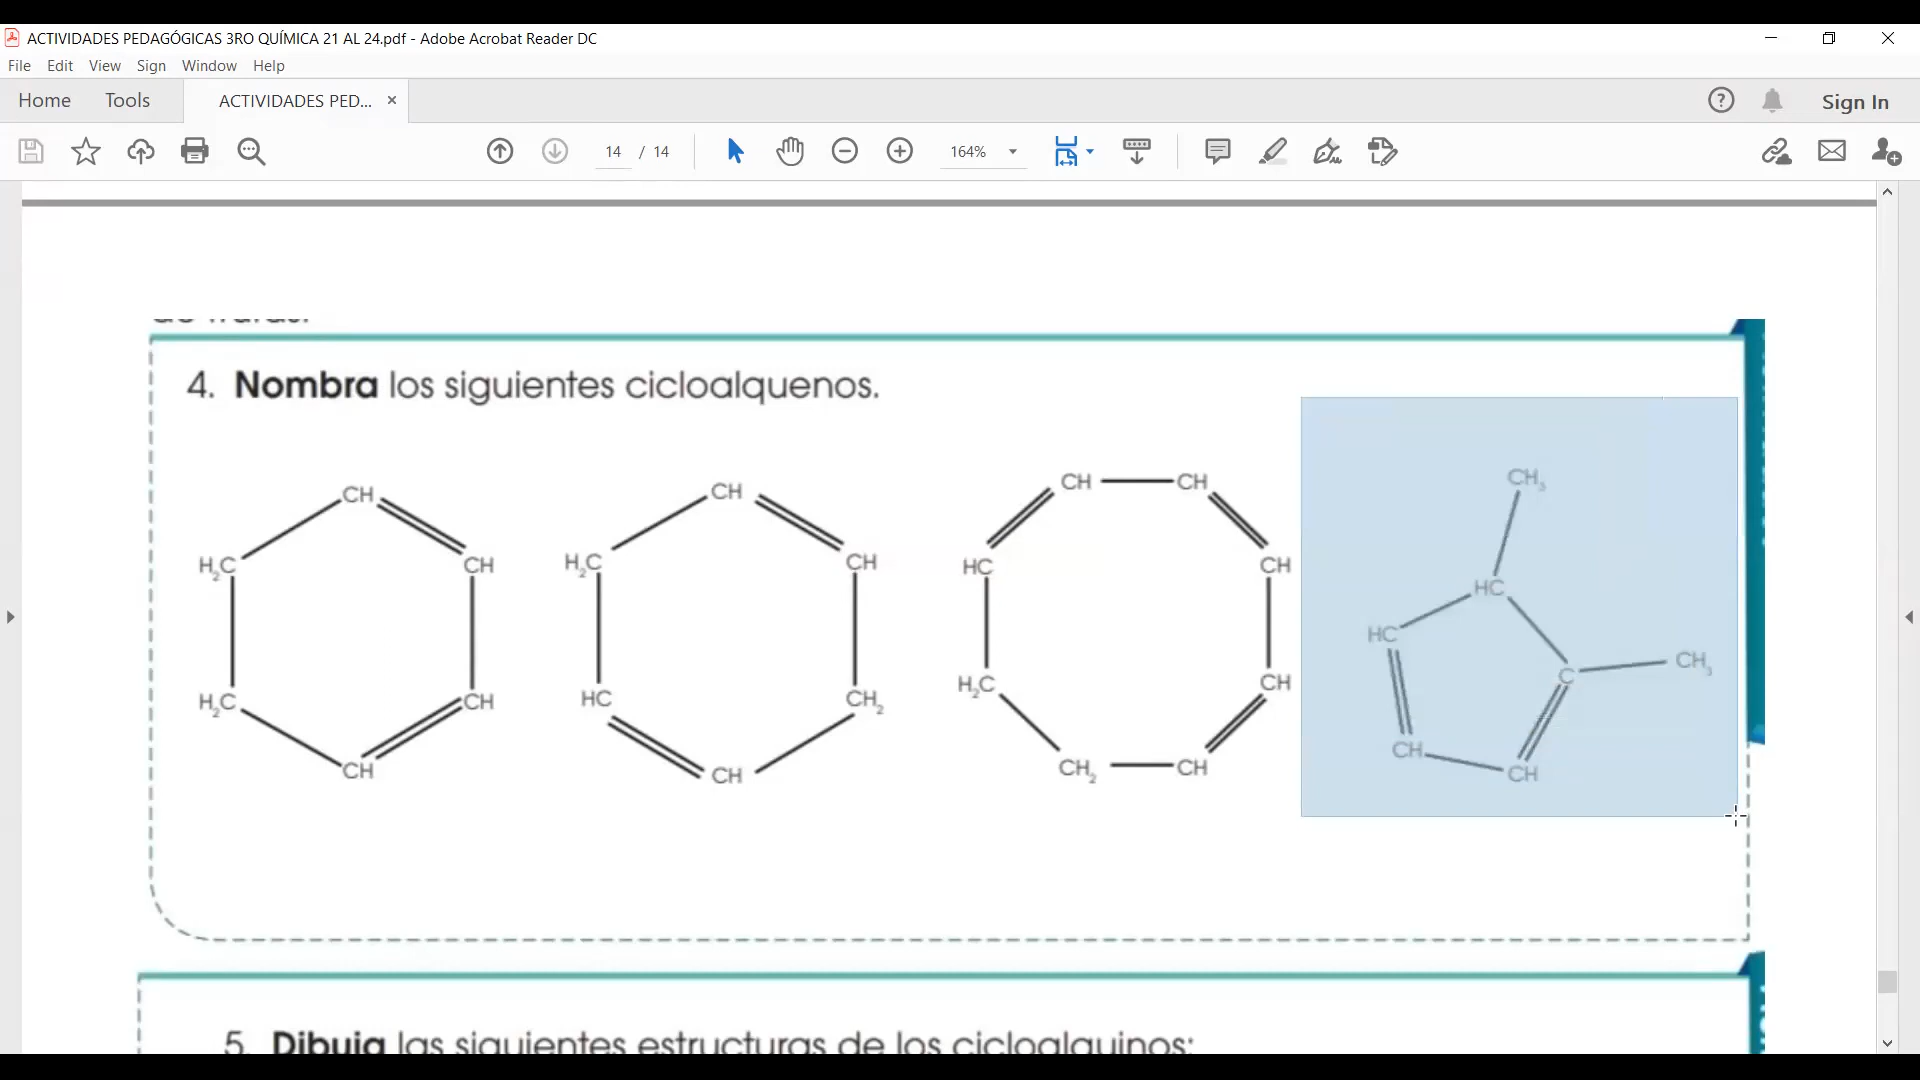 ACTIVIDADES PEDAGÓGICAS 3RO QUÍMICA 21 AL 24.pdf - Adobe Acrobat Reader DC
File Edit View Sign Window Help
Home Tools ACTIVIDADES PED... × Sign In
14 / 14 164%
4. Nombra los siguientes cicloalquenos.
CH CH H₂C CH H₂C CH
CH CH H₂C CH₂ HC CH
CH CH HC CH H₂C CH CH₂ CH
CH₃ HC HC C CH₃ CH CH
5. Dibuja las siguientes estructuras de los cicloalquinos: